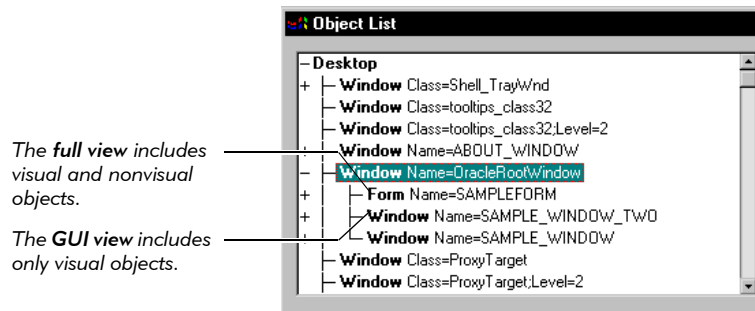 Object List
−Desktop
+ Window Class=Shell_TrayWnd
Window Class=tooltips_class32
Window Class=tooltips_class32;Level=2
+ Window Name=ABOUT_WINDOW
− Window Name=OracleRootWindow
+ Form Name=SAMPLEFORM
+ Window Name=SAMPLE_WINDOW_TWO
+ Window Name=SAMPLE_WINDOW
Window Class=ProxyTarget
Window Class=ProxyTarget;Level=2
The full view includes
visual and nonvisual
objects.
The GUI view includes
only visual objects.